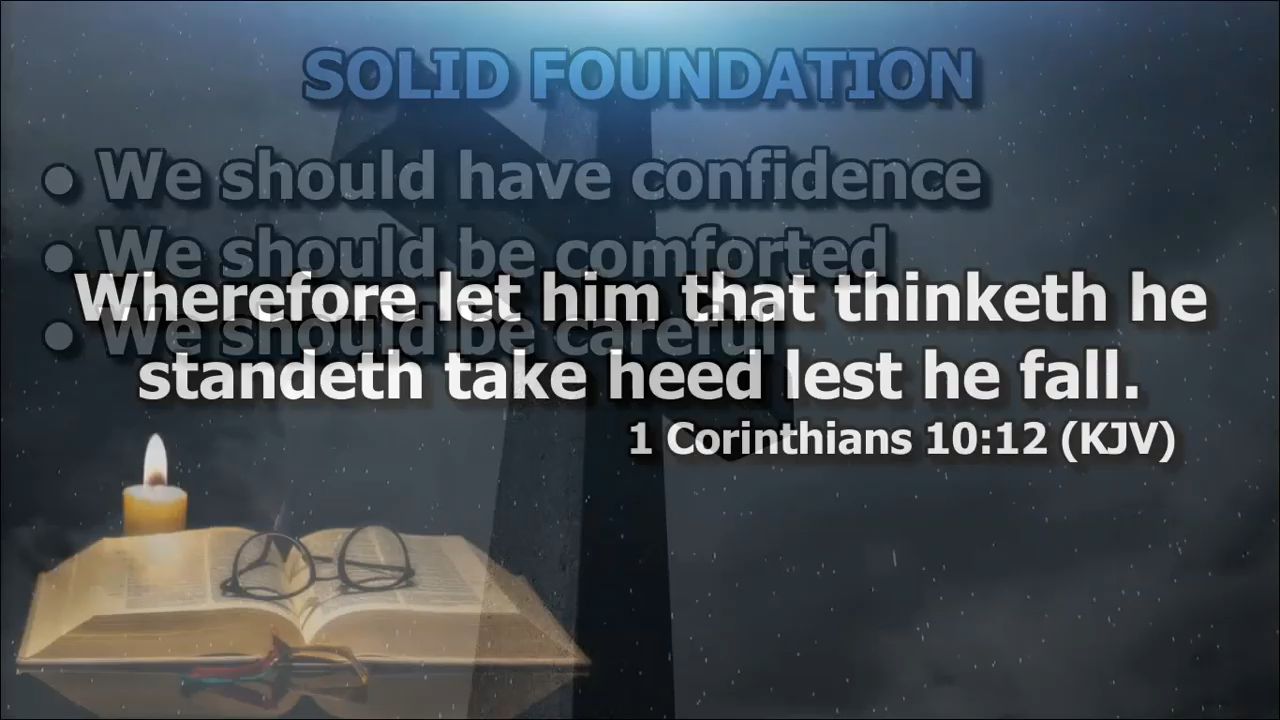 SOLID FOUNDATION
• We should have confidence
• We should be comforted
Wherefore let him that thinketh he
• We should be careful
standeth take heed lest he fall.
1 Corinthians 10:12 (KJV)